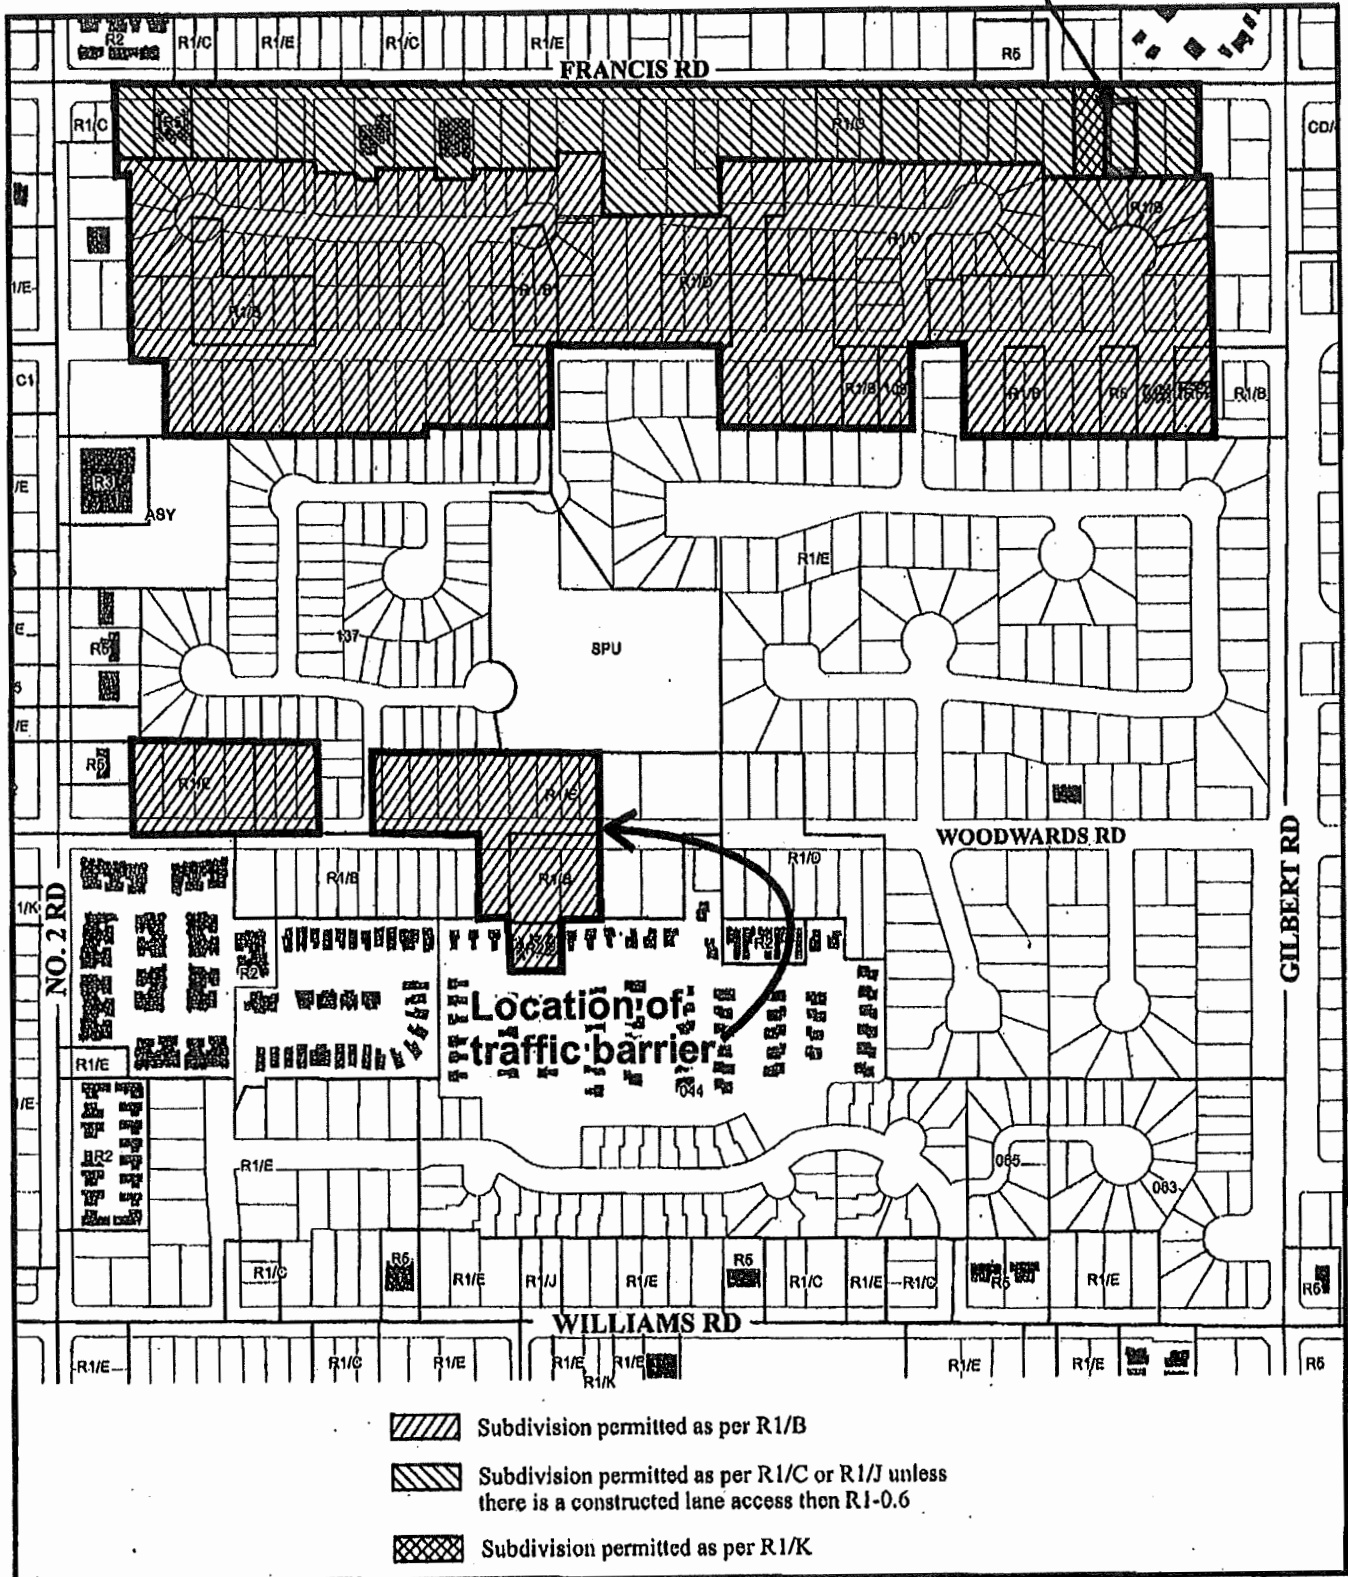 R2
R1/C
R1/E
R1/C
R1/E
R5
FRANCIS RD
R1/C
R1/B
R1/D
R1/B
R1/B
R1/D
/E
C1
R1/B
109
R1/B
R5
R1/B
/E
R3
ASY
R1/E
137
SPU
R5
/E
R5
R1/E
WOODWARDS RD
R1/D
R1/B
R1/B
1/K
NO. 2 RD
GILBERT RD
R2
R2
Location of
traffic barrier
044
R1/E
/E
R2
R1/E
065
063
R1/C
R5
R1/E
R1/J
R1/E
R5
R1/C
R1/E
R1/C
R5
R1/E
WILLIAMS RD
R1/E
R1/C
R1/E
R1/E
R1/E
R1/K
R1/E
R1/E
Subdivision permitted as per R1/B
Subdivision permitted as per R1/C or R1/J unless
there is a constructed lane access then R1-0.6
Subdivision permitted as per R1/K